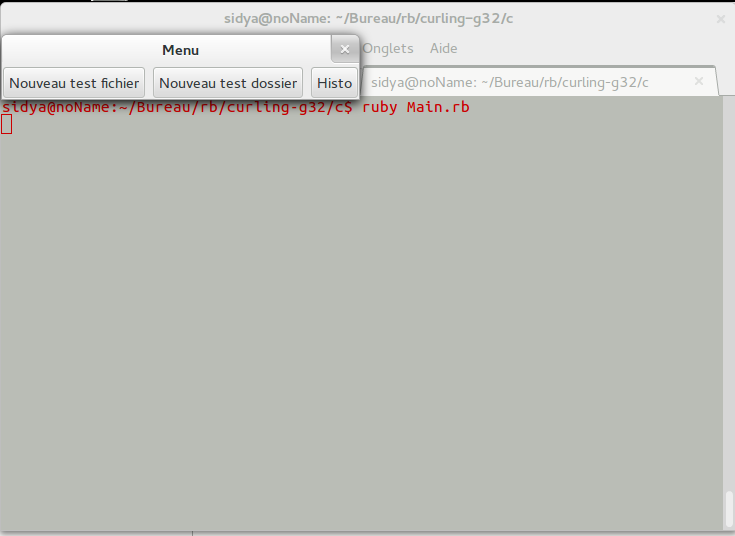 sidya@noName: ~/Bureau/rb/curling-g32/c
Menu
Onglets Aide
Nouveau test fichier Nouveau test dossier Histo
sidya@noName: ~/Bureau/rb/curling-g32/c
sidya@noName:~/Bureau/rb/curling-g32/c$ ruby Main.rb